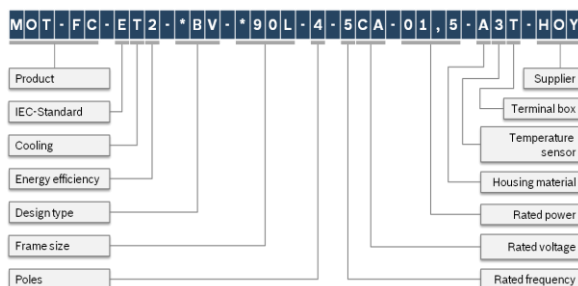 MOT-FC-ET2-*BV-*90L-4-5CA-01,5-A3T-HOY
Product
Supplier
IEC-Standard
Terminal box
Cooling
Temperature
sensor
Energy efficiency
Housing material
Design type
Rated power
Frame size
Rated voltage
Poles
Rated frequency